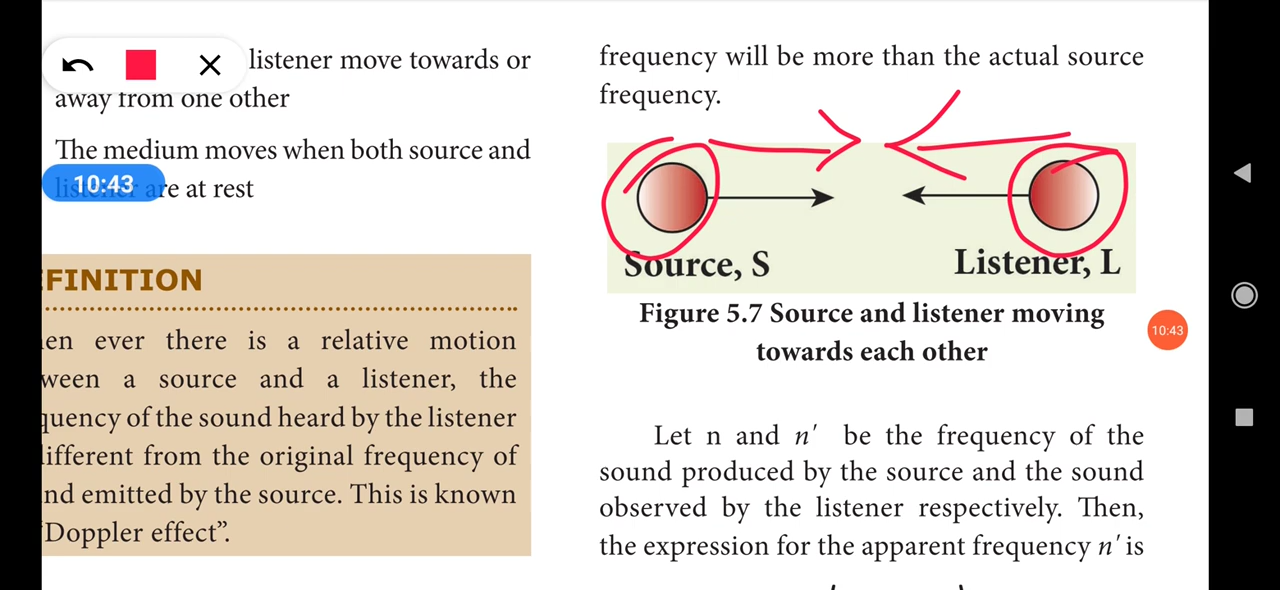 listener move towards or
away from one other
The medium moves when both source and
10:43
are at rest
FINITION
en ever there is a relative motion
ween a source and a listener, the
quency of the sound heard by the listener
ifferent from the original frequency of
nd emitted by the source. This is known
"Doppler effect”.
frequency will be more than the actual source
frequency.
Source, S
Listener, L
Figure 5.7 Source and listener moving
towards each other
10:43
Let n and n′ be the frequency of the
sound produced by the source and the sound
observed by the listener respectively. Then,
the expression for the apparent frequency n′ is